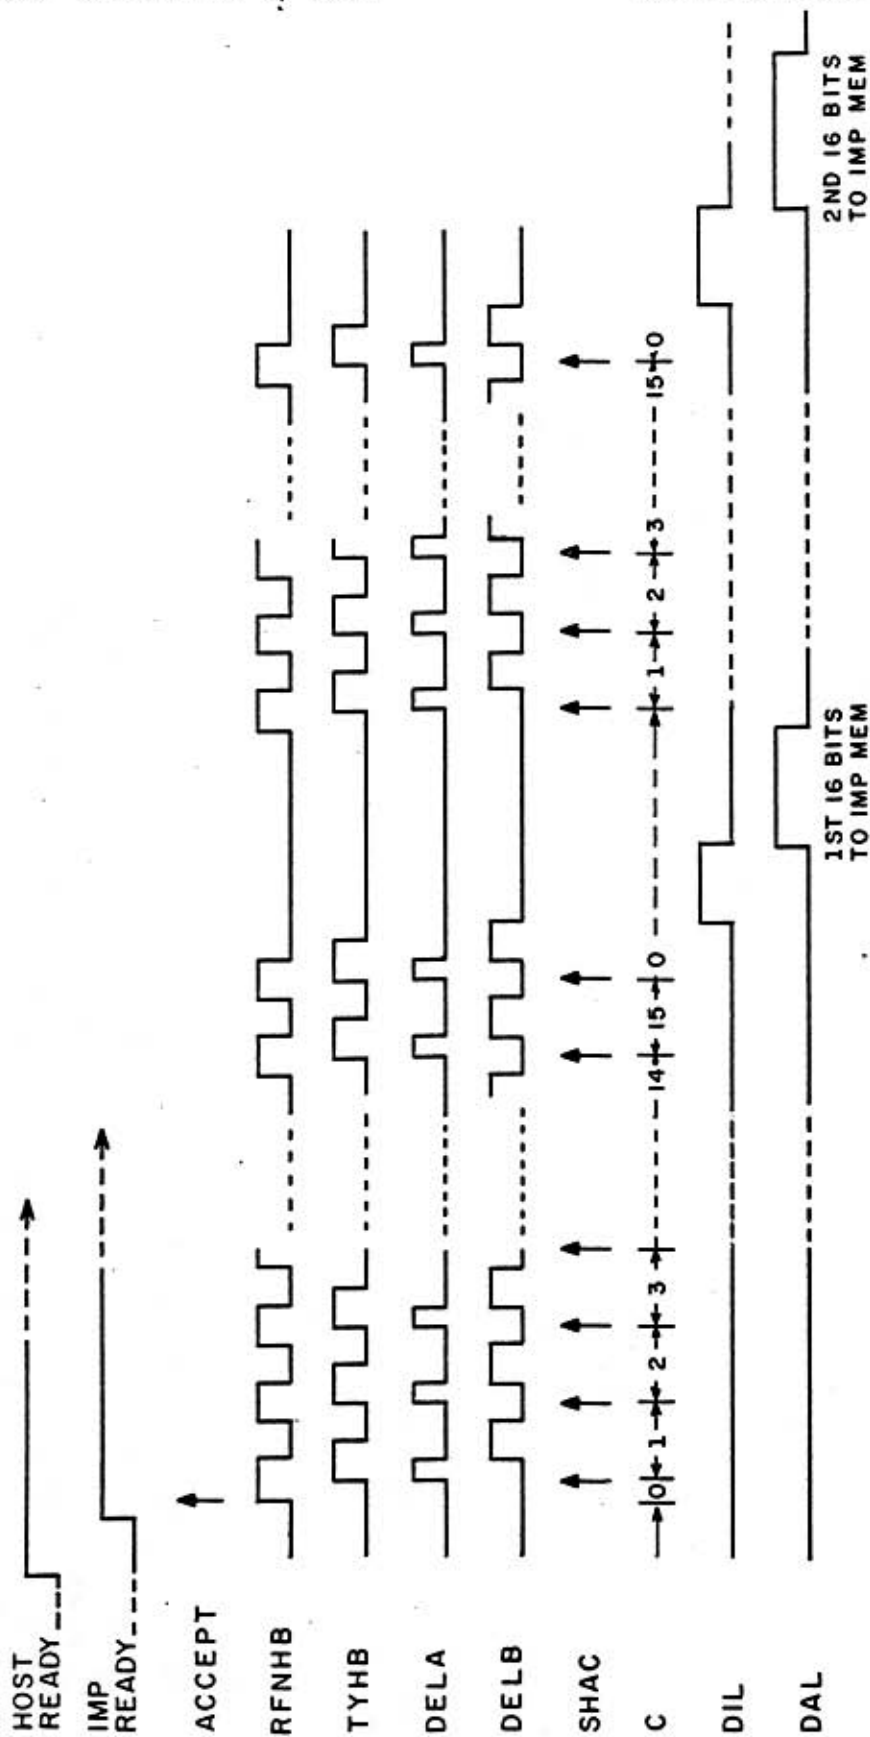 HOST
READY
IMP
READY
ACCEPT
RFNHB
TYHB
DELA
DELB
SHAC
C
0 1 2 3 14 15 0 1 2 3 15 0
DIL
DAL
1ST 16 BITS
TO IMP MEM
2ND 16 BITS
TO IMP MEM